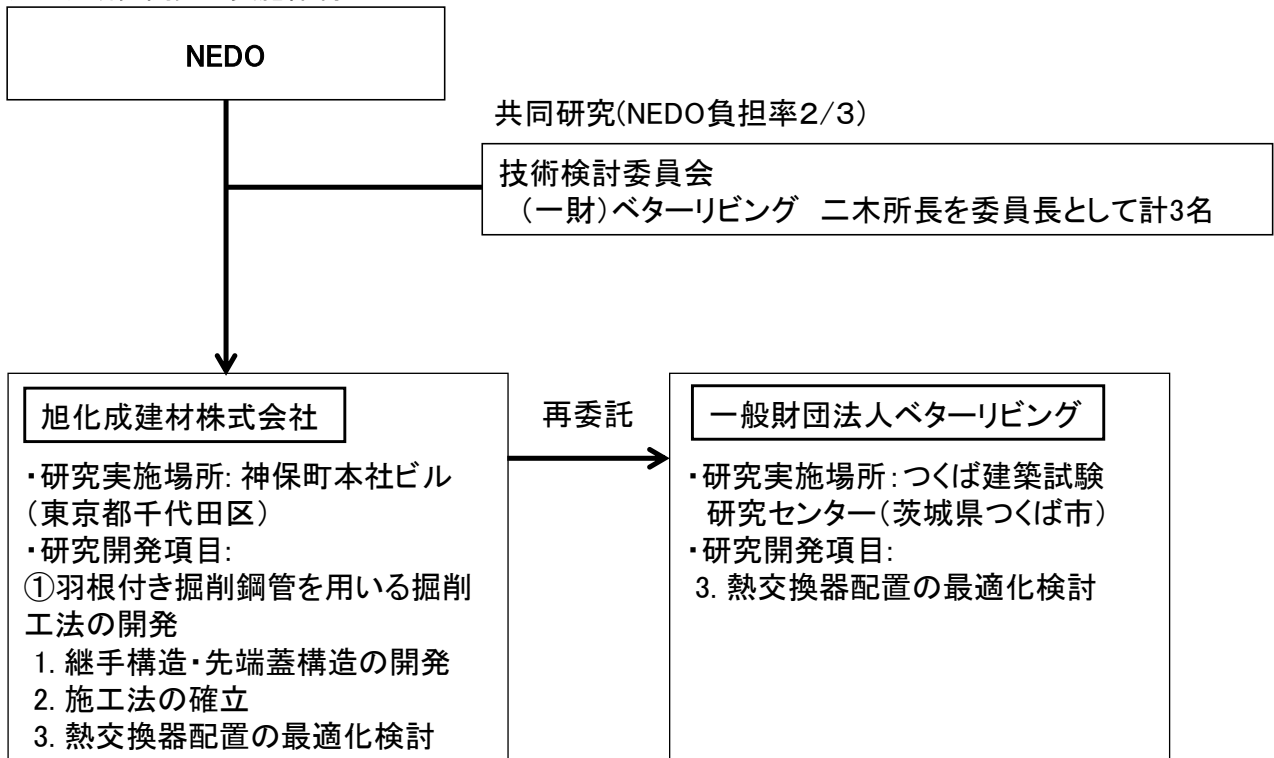 NEDO
共同研究(NEDO負担率2/3)
技術検討委員会
(一財)ベターリビング 二木所長を委員長として計3名
旭化成建材株式会社
・研究実施場所: 神保町本社ビル
(東京都千代田区)
・研究開発項目:
①羽根付き掘削鋼管を用いる掘削
工法の開発
1. 継手構造・先端蓋構造の開発
2. 施工法の確立
3. 熱交換器配置の最適化検討
再委託
一般財団法人ベターリビング
・研究実施場所:つくば建築試験
研究センター(茨城県つくば市)
・研究開発項目:
3. 熱交換器配置の最適化検討